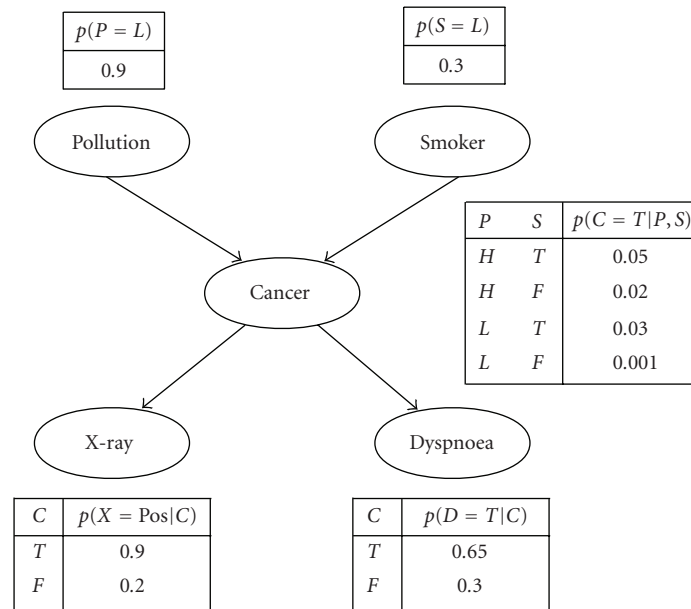 p(P = L)
0.9
p(S = L)
0.3
Pollution
Smoker
P S p(C = T|P, S)
H T 0.05
H F 0.02
L T 0.03
L F 0.001
Cancer
X-ray
Dyspnoea
C p(X = Pos|C)
T 0.9
F 0.2
C p(D = T|C)
T 0.65
F 0.3